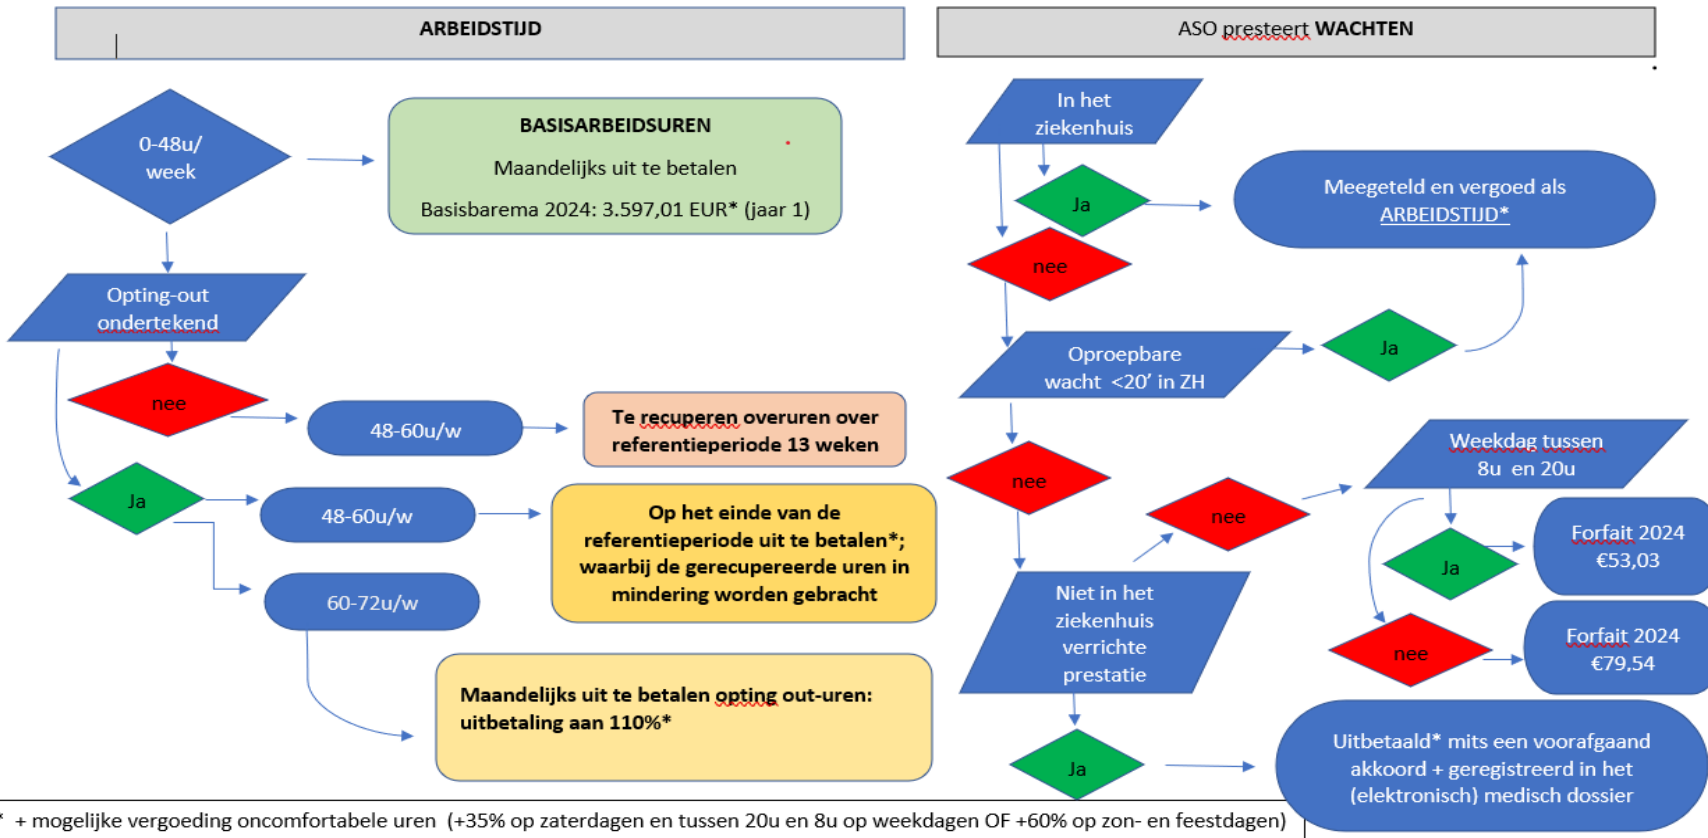 ARBEIDSTIJD
0-48u/
week
BASISARBEIDSUREN
Maandelijks uit te betalen
Basisbarema 2024: 3.597,01 EUR* (jaar 1)
Opting-out
ondertekend
nee
48-60u/w
Te recuperen overuren over
referentieperiode 13 weken
Ja
48-60u/w
Op het einde van de
referentieperiode uit te betalen*;
waarbij de gerecupereerde uren in
mindering worden gebracht
60-72u/w
Maandelijks uit te betalen opting out-uren:
uitbetaling aan 110%*
ASO presteert WACHTEN
In het
ziekenhuis
Ja
Meegeteld en vergoed als
ARBEIDSTIJD*
nee
Oproepbare
wacht <20’ in ZH
Ja
nee
Niet in het
ziekenhuis
verrichte
prestatie
nee
Weekdag tussen
8u en 20u
Ja
Forfait 2024
€53,03
nee
Forfait 2024
€79,54
Ja
Uitbetaald* mits een voorafgaand
akkoord + geregistreerd in het
(elektronisch) medisch dossier
* + mogelijke vergoeding oncomfortabele uren (+35% op zaterdagen en tussen 20u en 8u op weekdagen OF +60% op zon- en feestdagen)